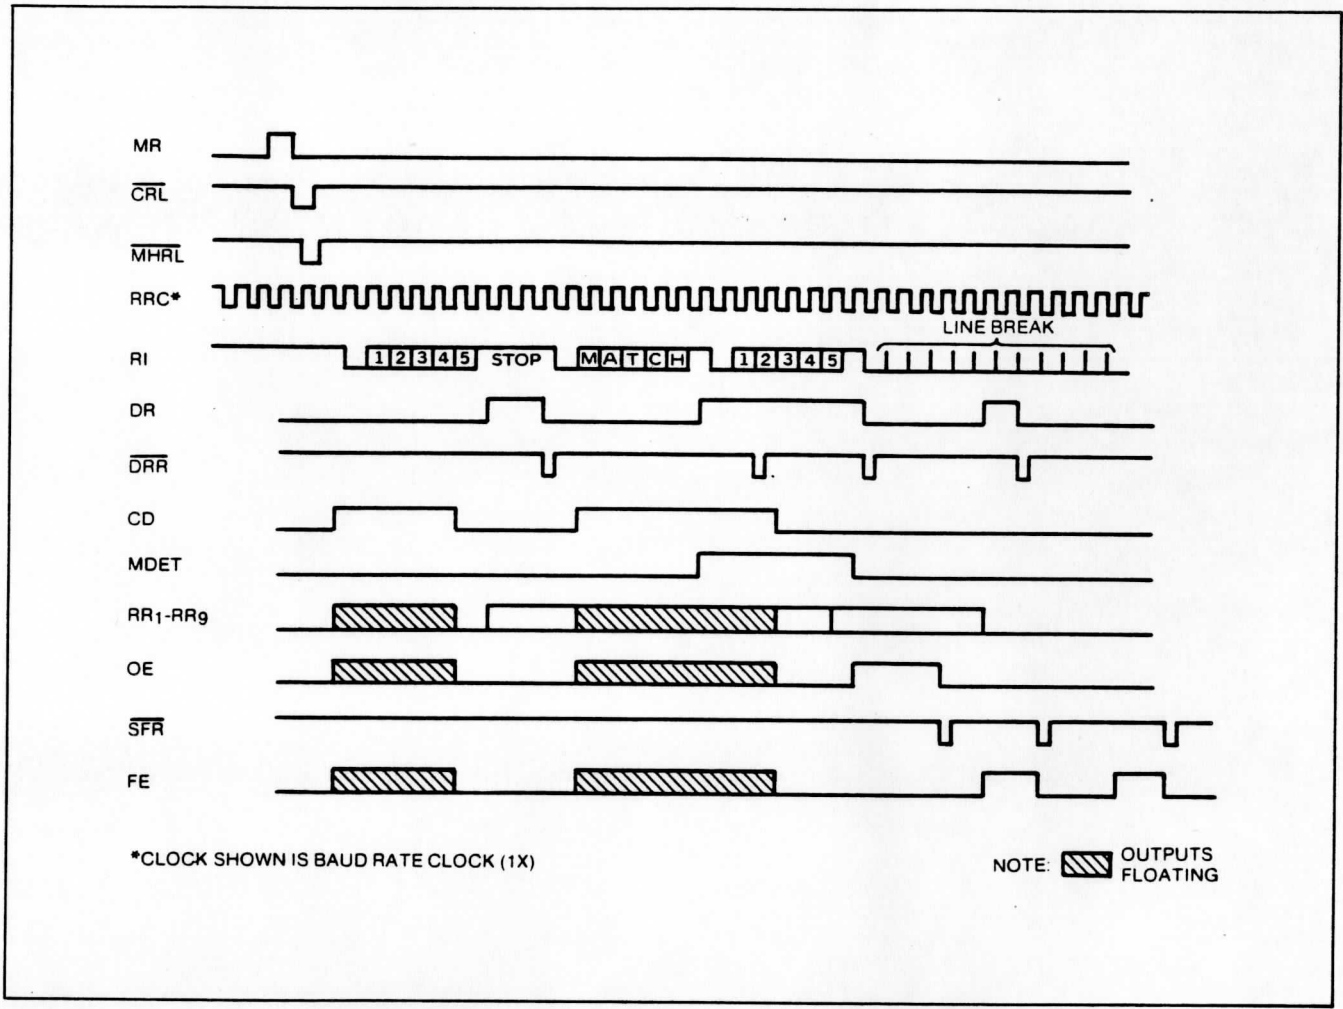 MR
CRL
MHRL
RRC*
LINE BREAK
RI 1 2 3 4 5 STOP M A T C H 1 2 3 4 5
DR
DRR
CD
MDET
RR1-RR9
OE
SFR
FE
*CLOCK SHOWN IS BAUD RATE CLOCK (1X)
NOTE: OUTPUTS
FLOATING